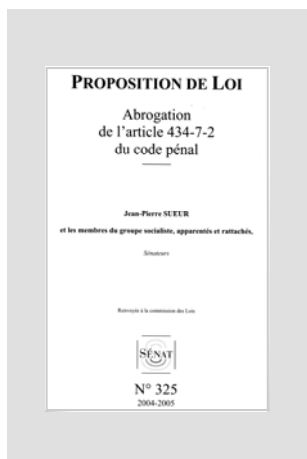 PROPOSITION DE LOI
Abrogation
de l'article 434-7-2
du code pénal
Jean-Pierre SUEUR
et les membres du groupe socialiste, apparentés et rattachés,
Sénateurs
Renvoyée à la commission des Lois
SÉNAT
N° 325
2004-2005